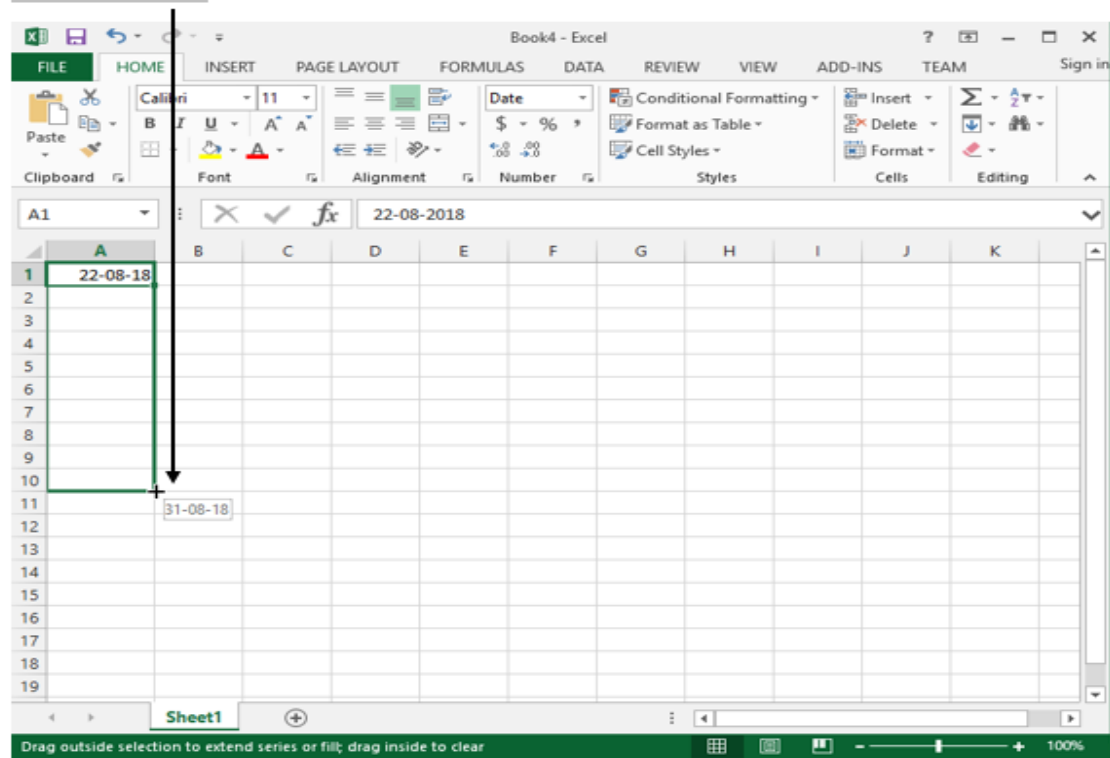 Book4 - Excel
FILE HOME INSERT PAGE LAYOUT FORMULAS DATA REVIEW VIEW ADD-INS TEAM Sign in
Calibri 11 Date Conditional Formatting Insert
Paste B I U A A $ % , Format as Table Delete
A Cell Styles Format
Clipboard Font Alignment Number Styles Cells Editing
A1 fx 22-08-2018
A B C D E F G H I J K
1 22-08-18
2
3
4
5
6
7
8
9
10
11 31-08-18
12
13
14
15
16
17
18
19
Sheet1
Drag outside selection to extend series or fill; drag inside to clear 100%